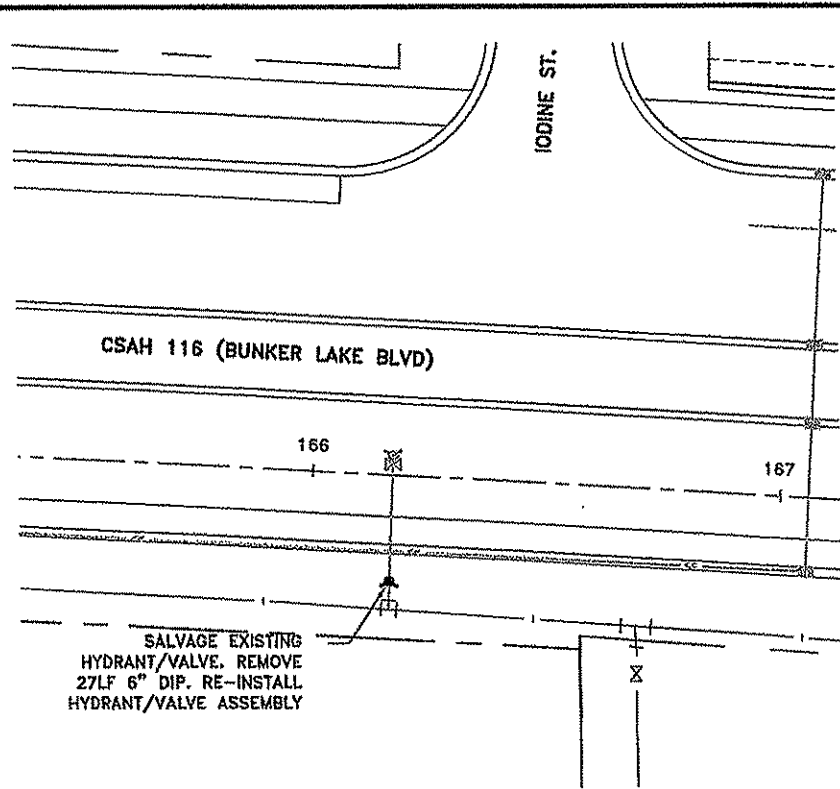 IODINE ST.
CSAH 116 (BUNKER LAKE BLVD)
166
167
SALVAGE EXISTING
HYDRANT/VALVE. REMOVE
27LF 6" DIP. RE-INSTALL
HYDRANT/VALVE ASSEMBLY